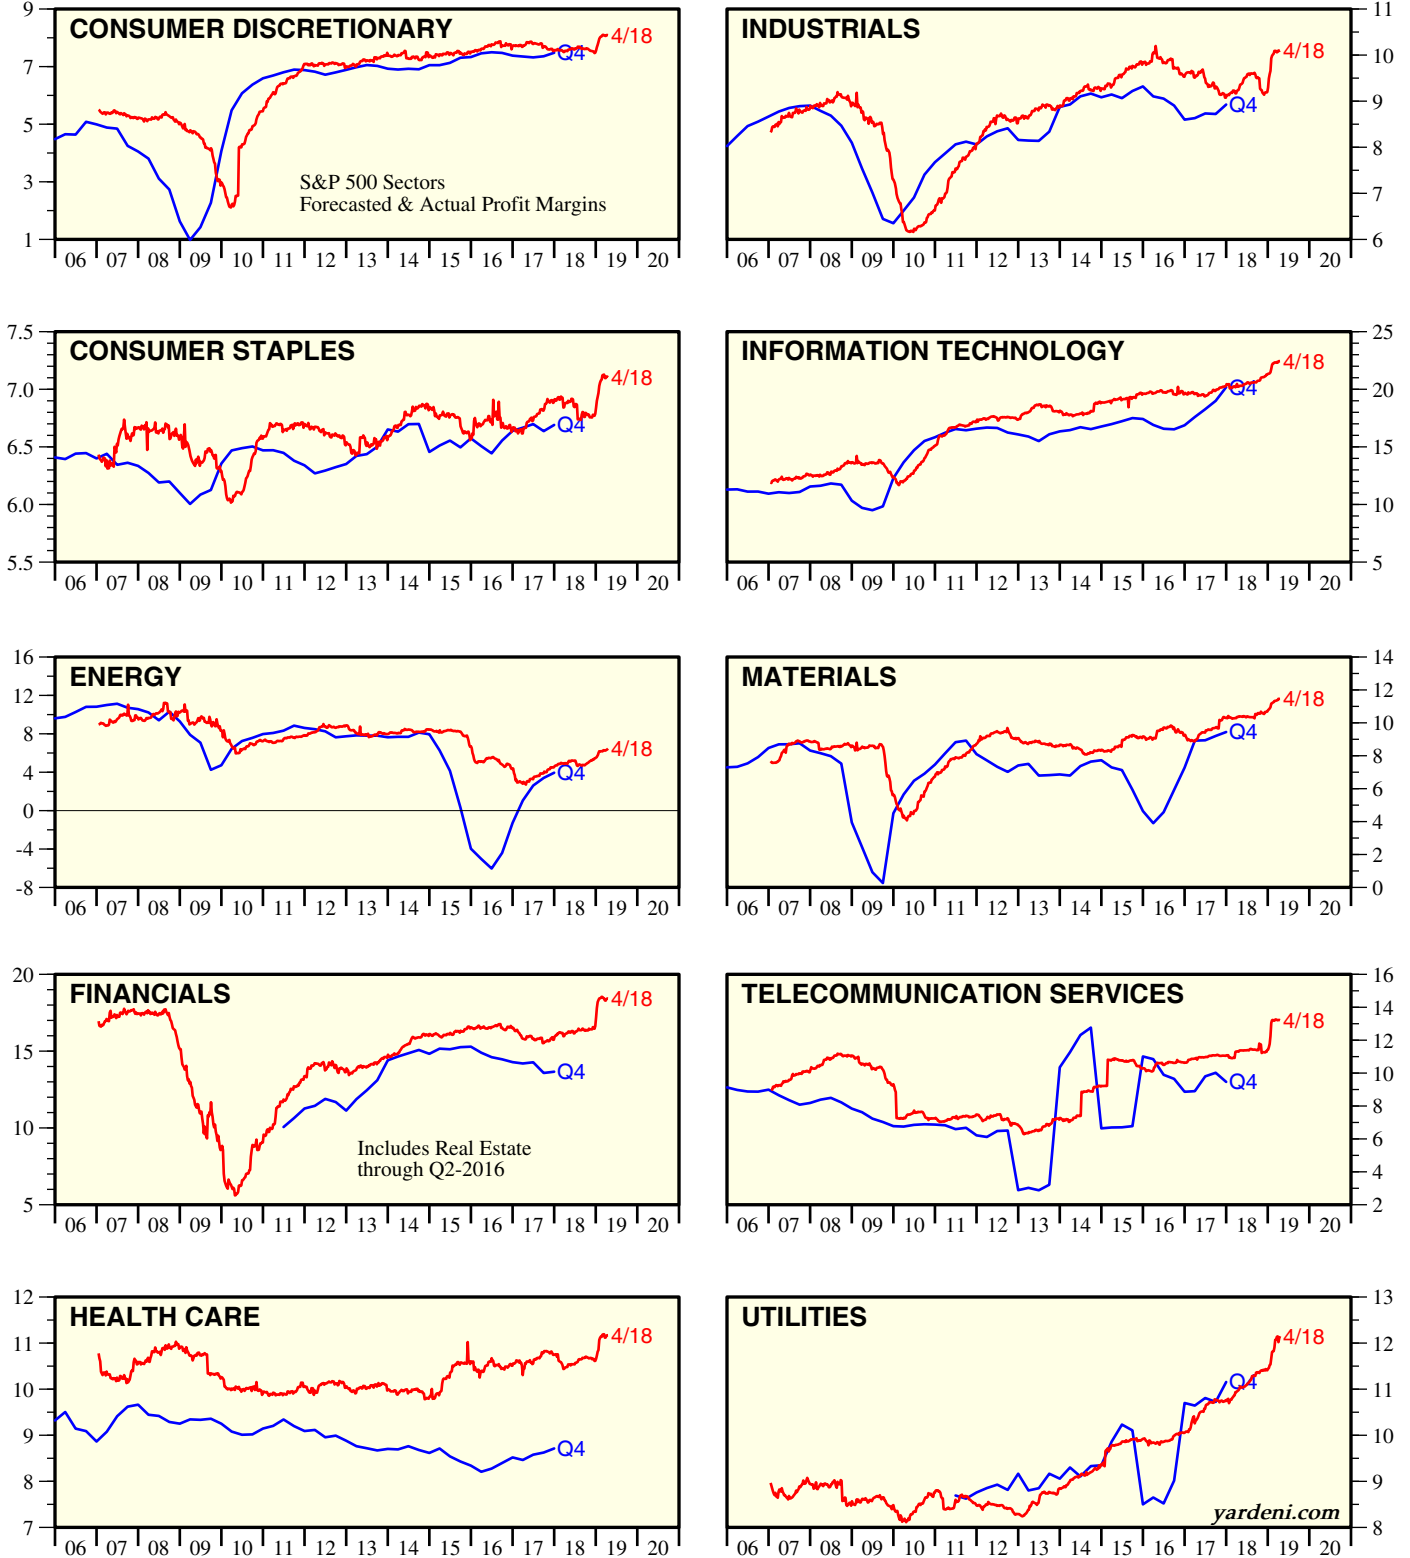 CONSUMER DISCRETIONARY
9
7
5
3
1
4/18
Q4
S&P 500 Sectors
Forecasted & Actual Profit Margins
06 07 08 09 10 11 12 13 14 15 16 17 18 19 20
INDUSTRIALS
11
10
9
8
7
6
4/18
Q4
06 07 08 09 10 11 12 13 14 15 16 17 18 19 20
CONSUMER STAPLES
7.5
7.0
6.5
6.0
5.5
4/18
Q4
06 07 08 09 10 11 12 13 14 15 16 17 18 19 20
INFORMATION TECHNOLOGY
25
20
15
10
5
4/18
Q4
06 07 08 09 10 11 12 13 14 15 16 17 18 19 20
ENERGY
16
12
8
4
0
-4
-8
4/18
Q4
06 07 08 09 10 11 12 13 14 15 16 17 18 19 20
MATERIALS
14
12
10
8
6
4
2
0
4/18
Q4
06 07 08 09 10 11 12 13 14 15 16 17 18 19 20
FINANCIALS
20
15
10
5
4/18
Q4
Includes Real Estate
through Q2-2016
06 07 08 09 10 11 12 13 14 15 16 17 18 19 20
TELECOMMUNICATION SERVICES
16
14
12
10
8
6
4
2
4/18
Q4
06 07 08 09 10 11 12 13 14 15 16 17 18 19 20
HEALTH CARE
12
11
10
9
8
7
4/18
Q4
06 07 08 09 10 11 12 13 14 15 16 17 18 19 20
UTILITIES
13
12
11
10
9
8
4/18
Q4
yardeni.com
06 07 08 09 10 11 12 13 14 15 16 17 18 19 20